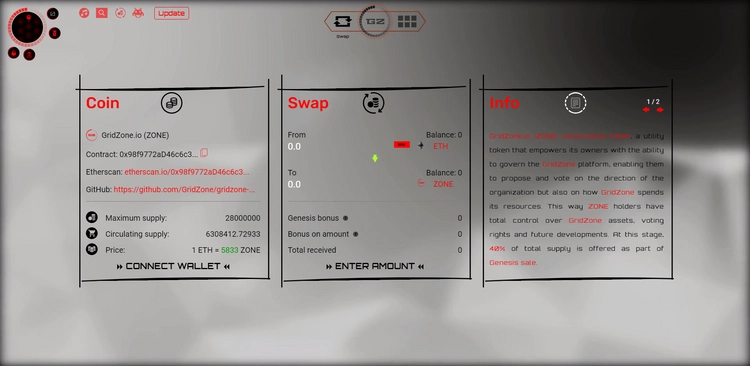 Update
GZ
Swap
Coin
GridZone.io (ZONE)
Contract: 0x98f9772aD46c6c3...
Etherscan: etherscan.io/0x98f9772aD46c6c3...
GitHub: https://github.com/GridZone/gridzone-...
Maximum supply: 28000000
Circulating supply: 6308412.72933
Price: 1 ETH = 5833 ZONE
CONNECT WALLET
Swap
From Balance: 0
0.0 ETH
To Balance: 0
0.0 ZONE
Genesis bonus 0
Bonus on amount 0
Total received 0
ENTER AMOUNT
Info
1 / 2
a utility
token that empowers its owners with the ability
to govern the GridZone platform, enabling them
to propose and vote on the direction of the
organization but also on how GridZone spends
its resources. This way ZONE holders have
total control over GridZone assets, voting
rights and future developments. At this stage,
40% of total supply is offered as part of
Genesis sale.